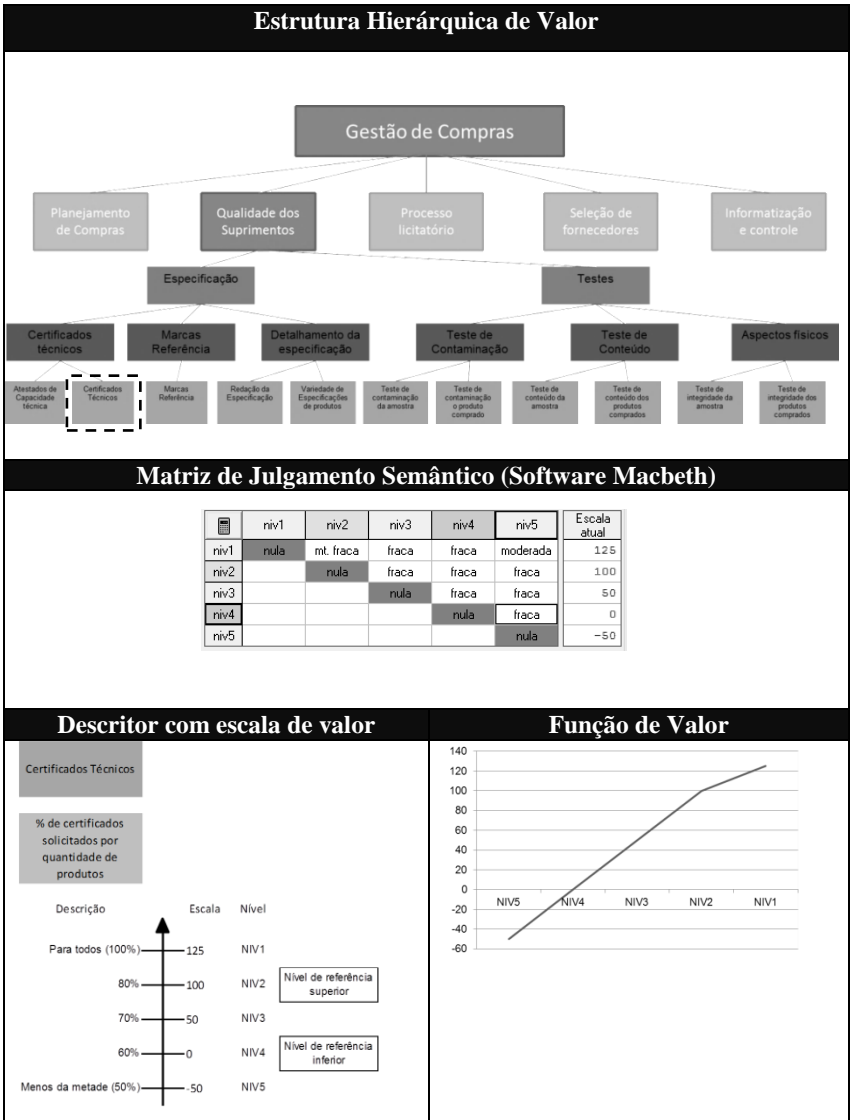 Estrutura Hierárquica de Valor
Gestão de Compras
Planejamento
de Compras
Qualidade dos
Suprimentos
Processo
licitatório
Seleção de
fornecedores
Informatização
e controle
Especificação
Testes
Certificados
técnicos
Marcas
Referência
Detalhamento da
especificação
Teste de
Contaminação
Teste de
Conteúdo
Aspectos físicos
Atestados de
Capacidade
técnica
Certificados
Técnicos
Marcas
Referência
Redação da
Especificação
Variedade de
Especificações
de produtos
Teste de
contaminação
da amostra
Teste de
contaminação
o produto
comprado
Teste de
conteúdo da
amostra
Teste de
conteúdo dos
produtos
comprados
Teste de
integridade da
amostra
Teste de
integridade dos
produtos
comprados
Matriz de Julgamento Semântico (Software Macbeth)
niv1 niv2 niv3 niv4 niv5 Escala
atual
niv1 nula mt. fraca fraca fraca moderada 125
niv2 nula fraca fraca fraca 100
niv3 nula fraca fraca 50
niv4 nula fraca 0
niv5 nula -50
Descritor com escala de valor
Certificados Técnicos
% de certificados
solicitados por
quantidade de
produtos
Descrição Escala Nível
Para todos (100%) 125 NIV1
80% 100 NIV2
Nível de referência
superior
70% 50 NIV3
60% 0 NIV4
Nível de referência
inferior
Menos da metade (50%) -50 NIV5
Função de Valor
140
120
100
80
60
40
20
0
-20
-40
-60
NIV5 NIV4 NIV3 NIV2 NIV1